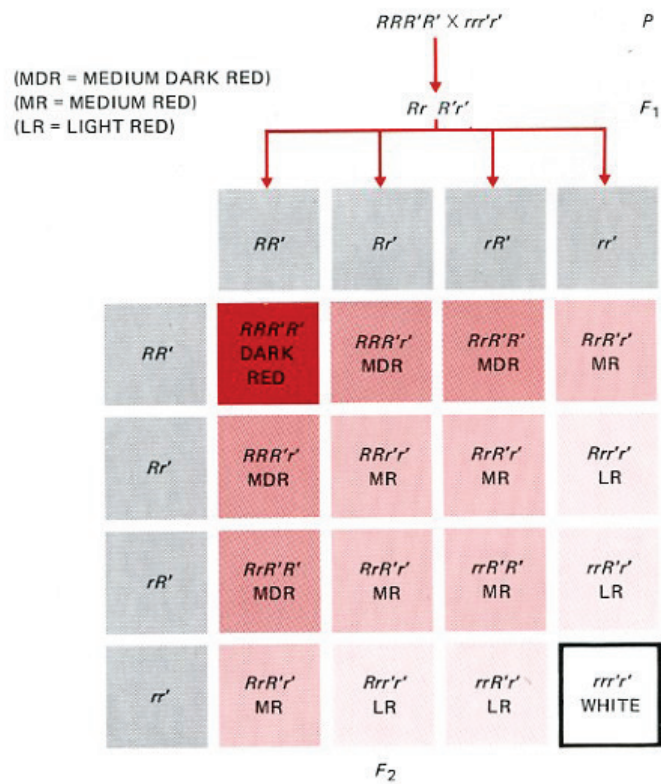 RRR'R' X rrr'r' P
(MDR = MEDIUM DARK RED)
(MR = MEDIUM RED)
(LR = LIGHT RED)
Rr R'r' F1
RR' Rr' rR' rr'
RR'
RRR'R'
DARK
RED
RRR'r'
MDR
RrR'R'
MDR
RrR'r'
MR
Rr'
RRR'r'
MDR
RRr'r'
MR
RrR'r'
MR
Rrr'r'
LR
rR'
RrR'R'
MDR
RrR'r'
MR
rrR'R'
MR
rrR'r'
LR
rr'
RrR'r'
MR
Rrr'r'
LR
rrR'r'
LR
rrr'r'
WHITE
F2